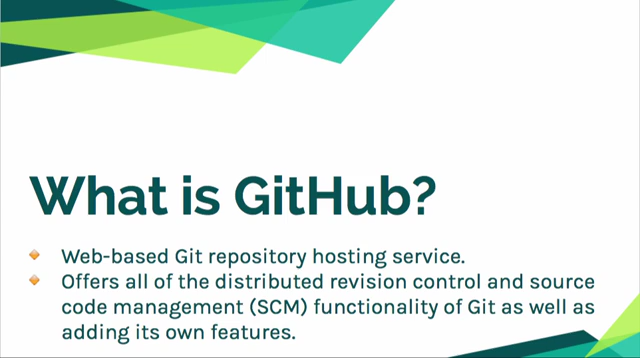 What is GitHub?
Web-based Git repository hosting service.
Offers all of the distributed revision control and source
code management (SCM) functionality of Git as well as
adding its own features.